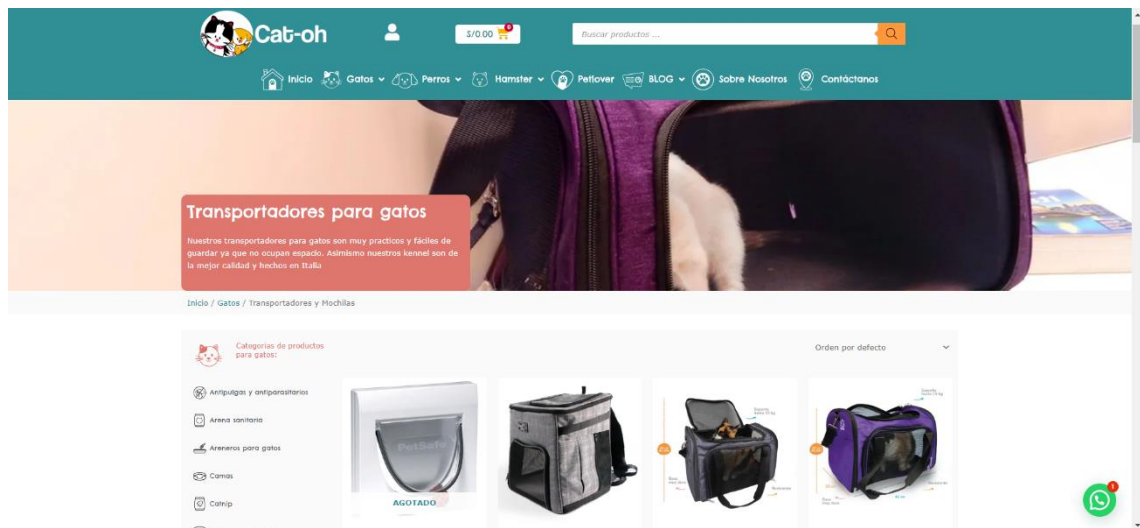 Cat-oh
S/0.00
0
Buscar productos ...
Inicio
Gatos
Perros
Hamster
Petlover
BLOG
Sobre Nosotros
Contáctanos
Transportadores para gatos
Nuestros transportadores para gatos son muy practicos y fáciles de
guardar ya que no ocupan espacio. Asimismo nuestros kennel son de
la mejor calidad y hechos en Italia
Inicio / Gatos / Transportadores y Mochilas
Categorías de productos
para gatos:
Orden por defecto
Antipulgas y antiparasitarios
Arena sanitaria
Areneros para gatos
Camas
Catnip
PetSafe
AGOTADO
1